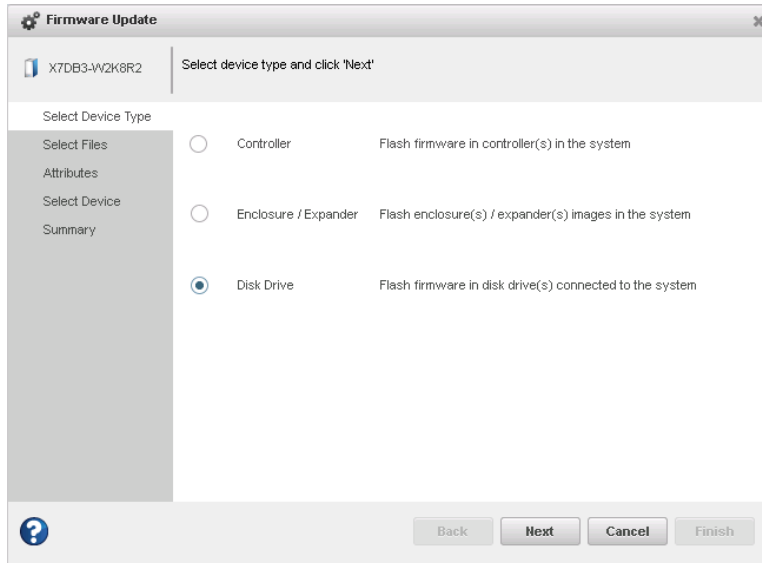 Firmware Update
X7DB3-W2K8R2
Select device type and click 'Next'
Select Device Type
Select Files
Attributes
Select Device
Summary
Controller Flash firmware in controller(s) in the system
Enclosure / Expander Flash enclosure(s) / expander(s) images in the system
Disk Drive Flash firmware in disk drive(s) connected to the system
Back Next Cancel Finish